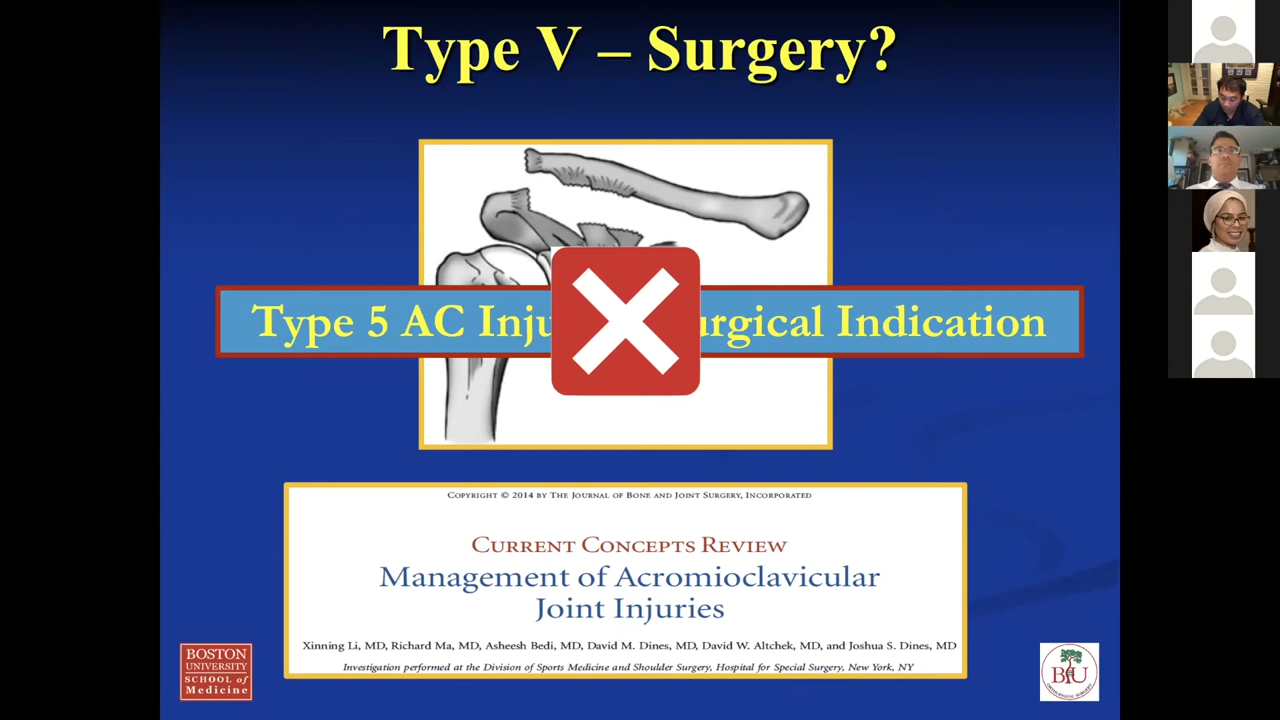 Type V – Surgery?
Type 5 AC Inju urgical Indication
COPYRIGHT © 2014 BY THE JOURNAL OF BONE AND JOINT SURGERY, INCORPORATED
CURRENT CONCEPTS REVIEW
Management of Acromioclavicular
Joint Injuries
Xinning Li, MD, Richard Ma, MD, Asheesh Bedi, MD, David M. Dines, MD, David W. Altchek, MD, and Joshua S. Dines, MD
Investigation performed at the Division of Sports Medicine and Shoulder Surgery, Hospital for Special Surgery, New York, NY
BOSTON
UNIVERSITY
SCHOOL of
Medicine
BU